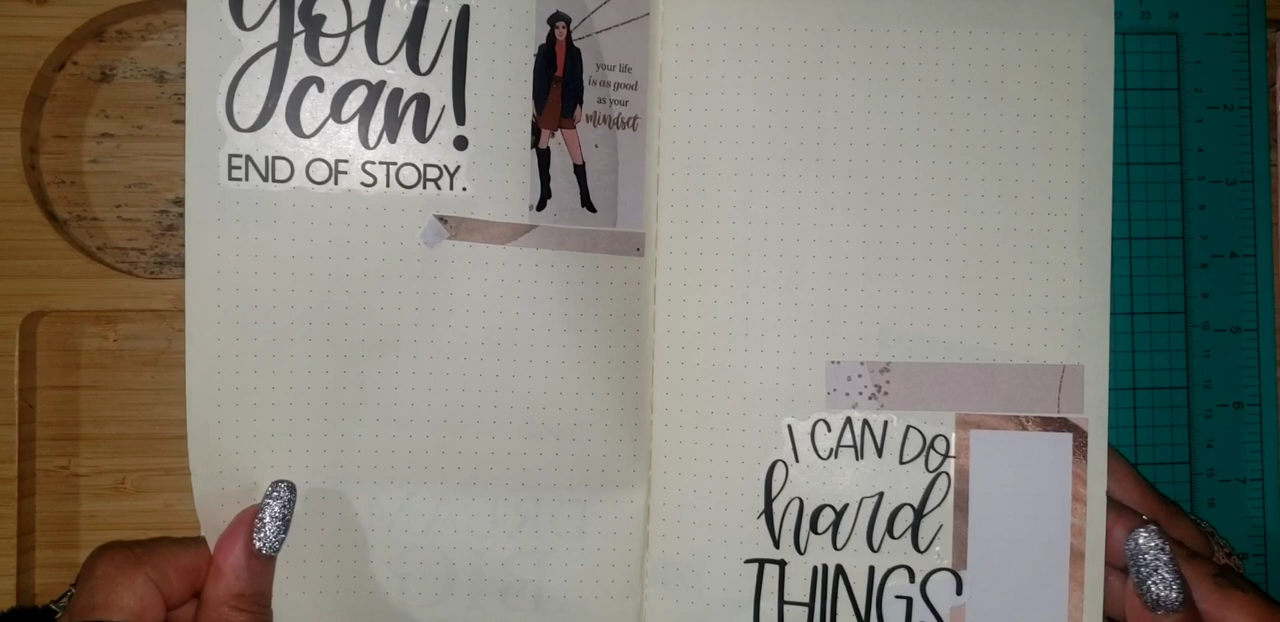 you
can!
END OF STORY.
your life
is as good
as your
mindset
I CAN DO
hard
THINGS